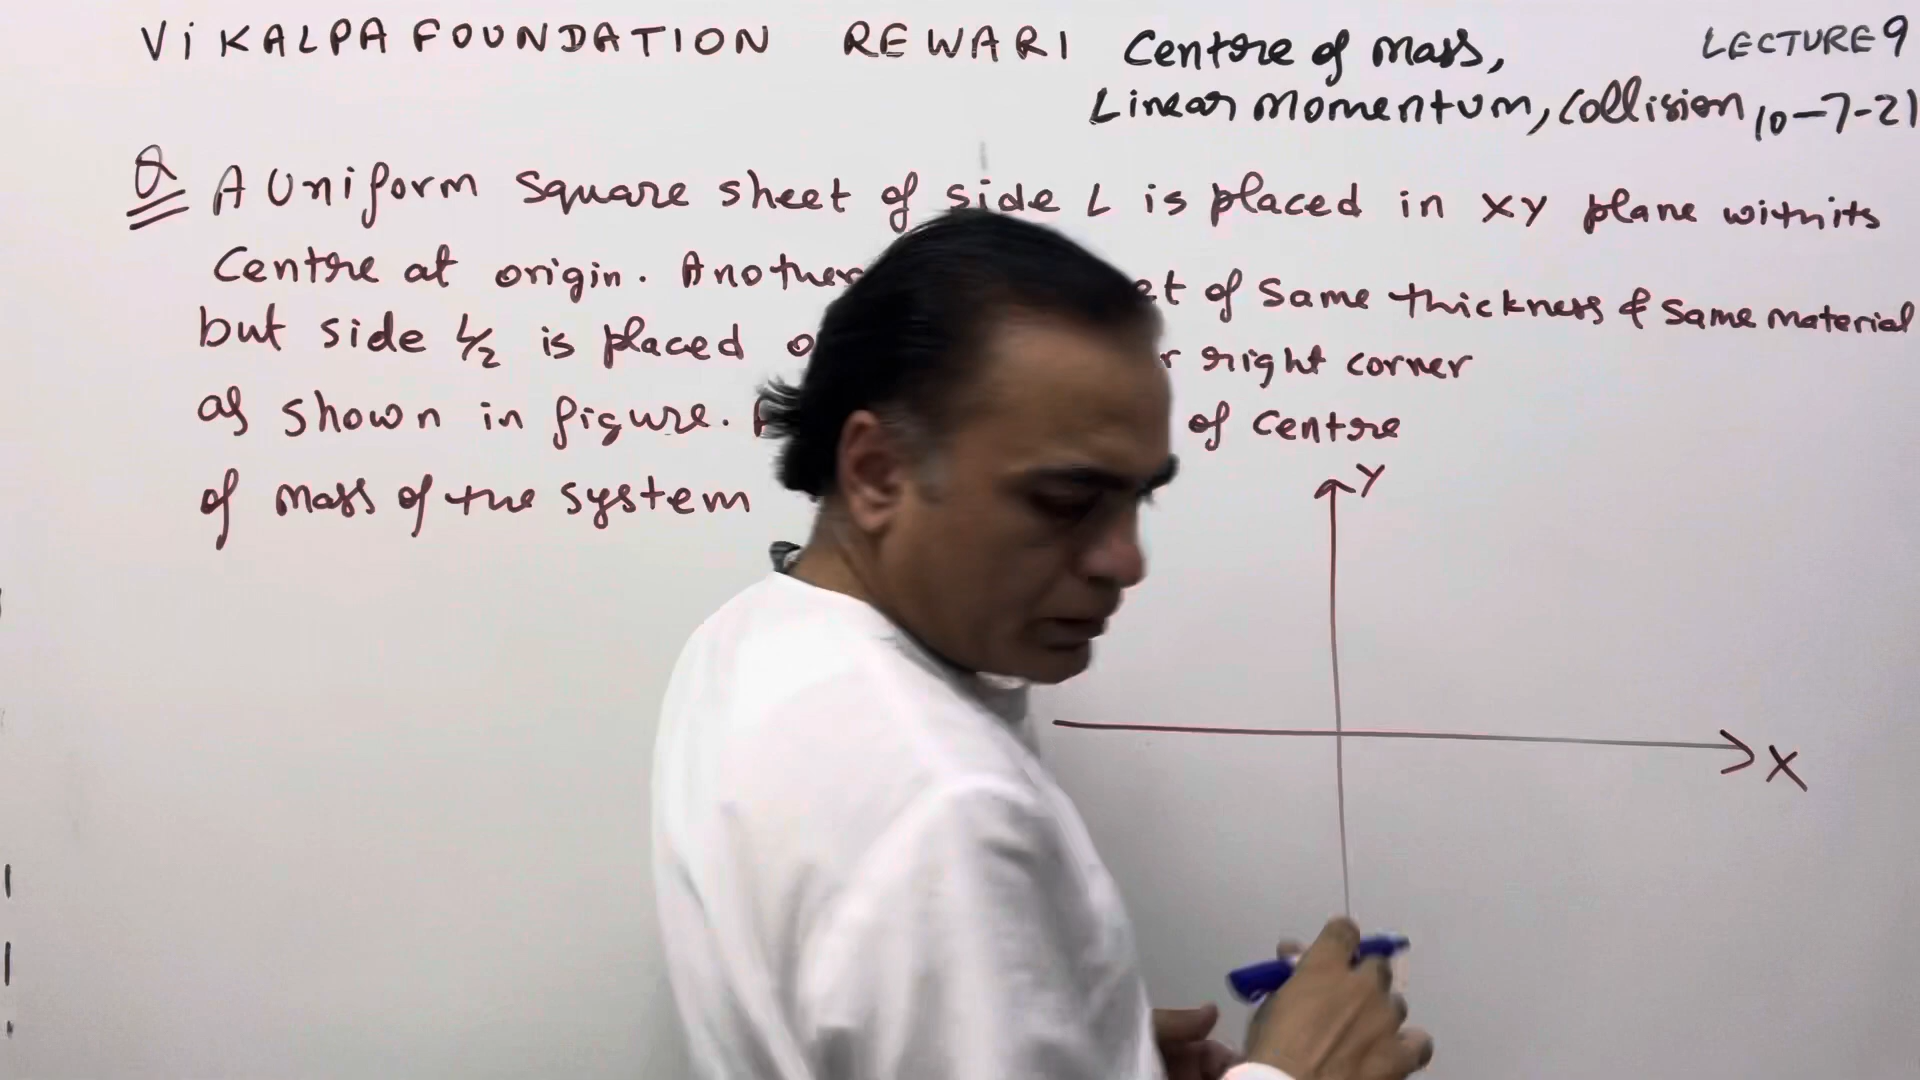 ViKALPA FOUNDATION REWARI Centre of mass, LECTURE 9
Linear momentum, Collision 10-7-21
Q A Uniform square sheet of side L is placed in XY plane with its
Centre at origin. Another of same thickness & same material
but side L/2 is placed right corner
as shown in figure. of centre
of mass of the system
Y
X